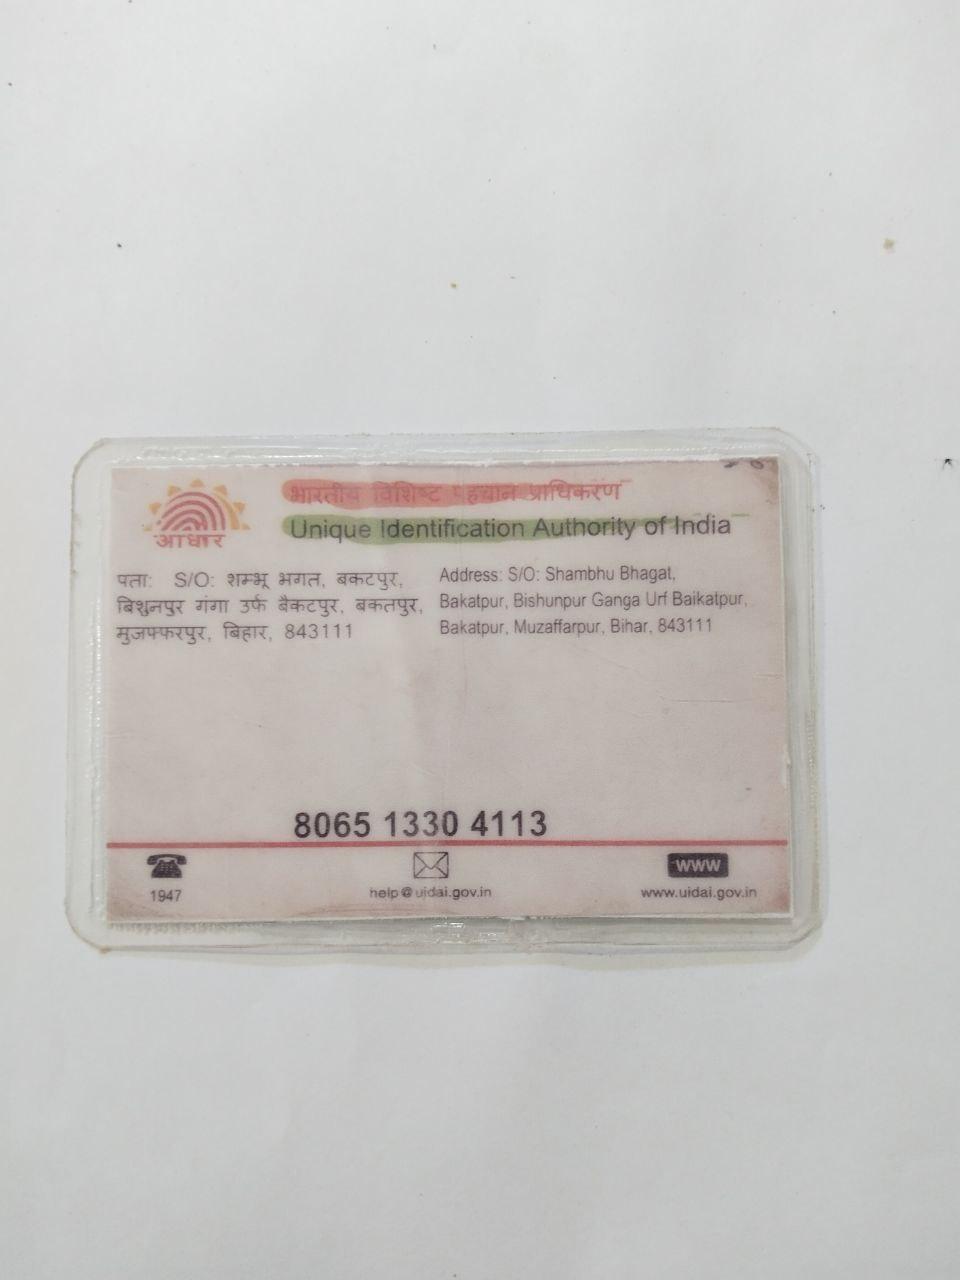 आधार
भारतीय विशिष्ट पहचान प्राधिकरण
Unique Identification Authority of India
पता: S/O: शम्भू भगत, बकटपुर,
बिशुनपुर गंगा उर्फ बैकटपुर, बकतपुर,
मुजफ्फरपुर, बिहार, 843111
Address: S/O: Shambhu Bhagat,
Bakatpur, Bishunpur Ganga Urf Baikatpur,
Bakatpur, Muzaffarpur, Bihar, 843111
8065 1330 4113
1947
help@uidai.gov.in
www
www.uidai.gov.in